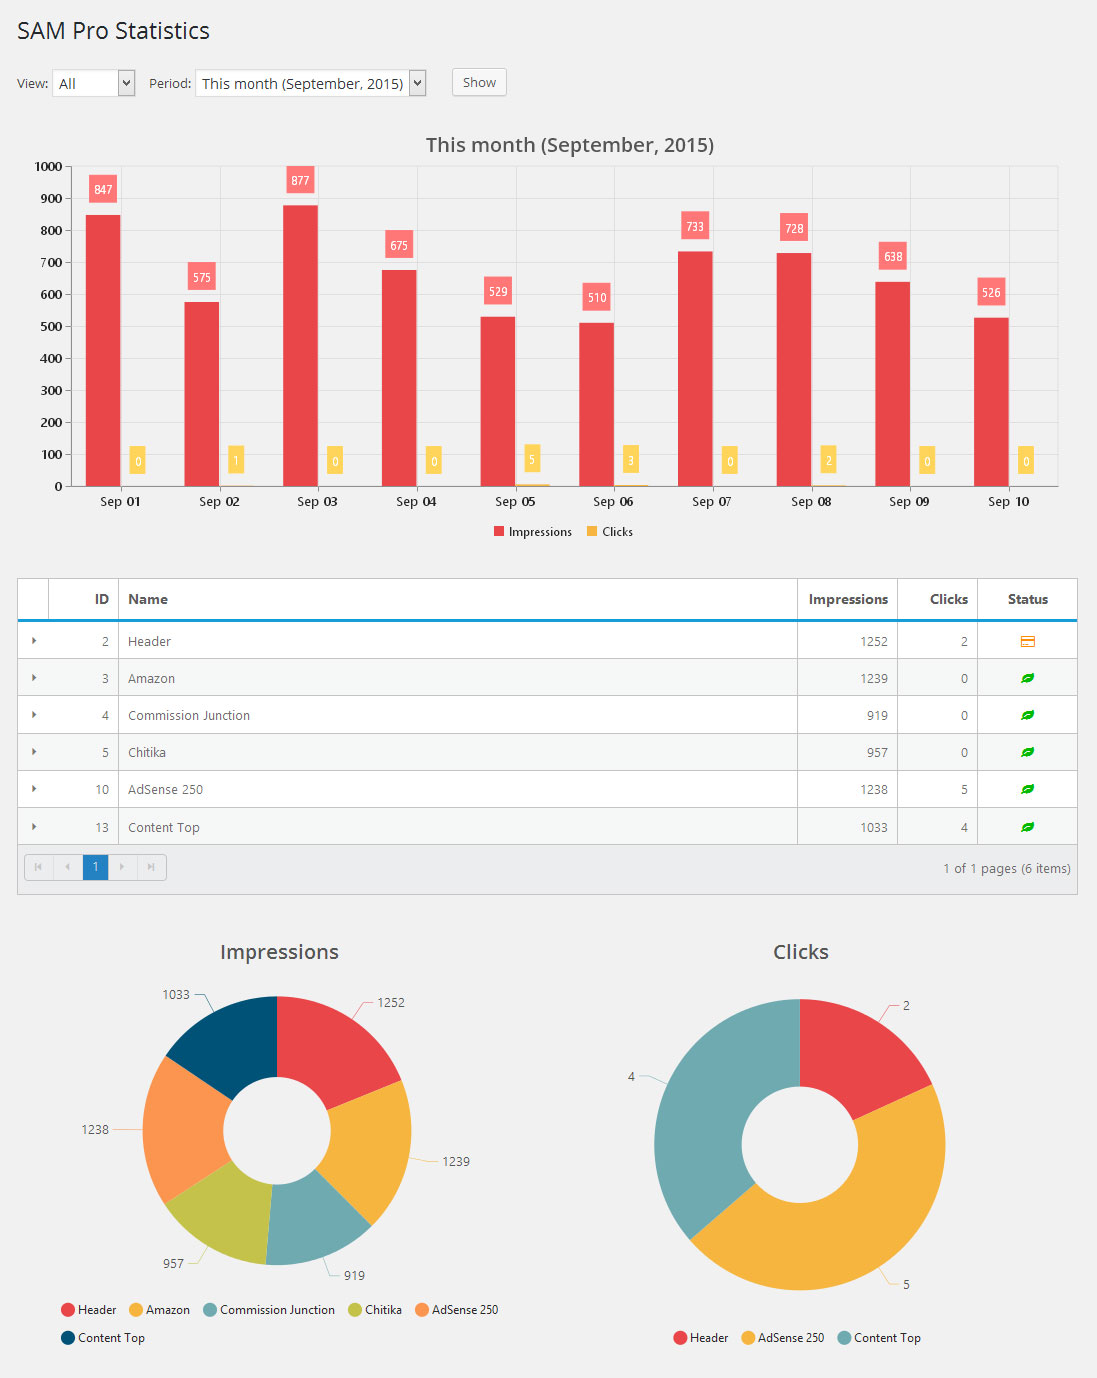 SAM Pro Statistics
View: All Period: This month (September, 2015) Show
This month (September, 2015)
1000
900
800
700
600
500
400
300
200
100
0
847 575 877 675 529 510 733 728 638 526
0 1 0 0 5 3 0 2 0 0
Sep 01 Sep 02 Sep 03 Sep 04 Sep 05 Sep 06 Sep 07 Sep 08 Sep 09 Sep 10
Impressions Clicks
ID Name Impressions Clicks Status
2 Header 1252 2
3 Amazon 1239 0
4 Commission Junction 919 0
5 Chitika 957 0
10 AdSense 250 1238 5
13 Content Top 1033 4
1 1 of 1 pages (6 items)
Impressions
1033 1252
1238
1239
957
919
Header Amazon Commission Junction Chitika AdSense 250
Content Top
Clicks
2
4
5
Header AdSense 250 Content Top